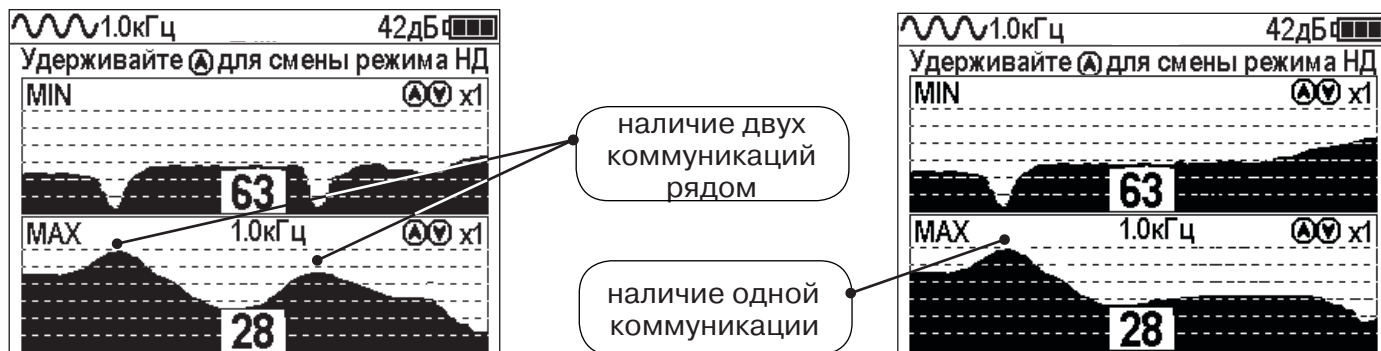 1.0кГц 42дБ
Удерживайте Ⓐ для смены режима НД
MIN x1
63
MAX 1.0кГц x1
28
наличие двух
коммуникаций
рядом
наличие одной
коммуникации
1.0кГц 42дБ
Удерживайте Ⓐ для смены режима НД
MIN x1
63
MAX 1.0кГц x1
28